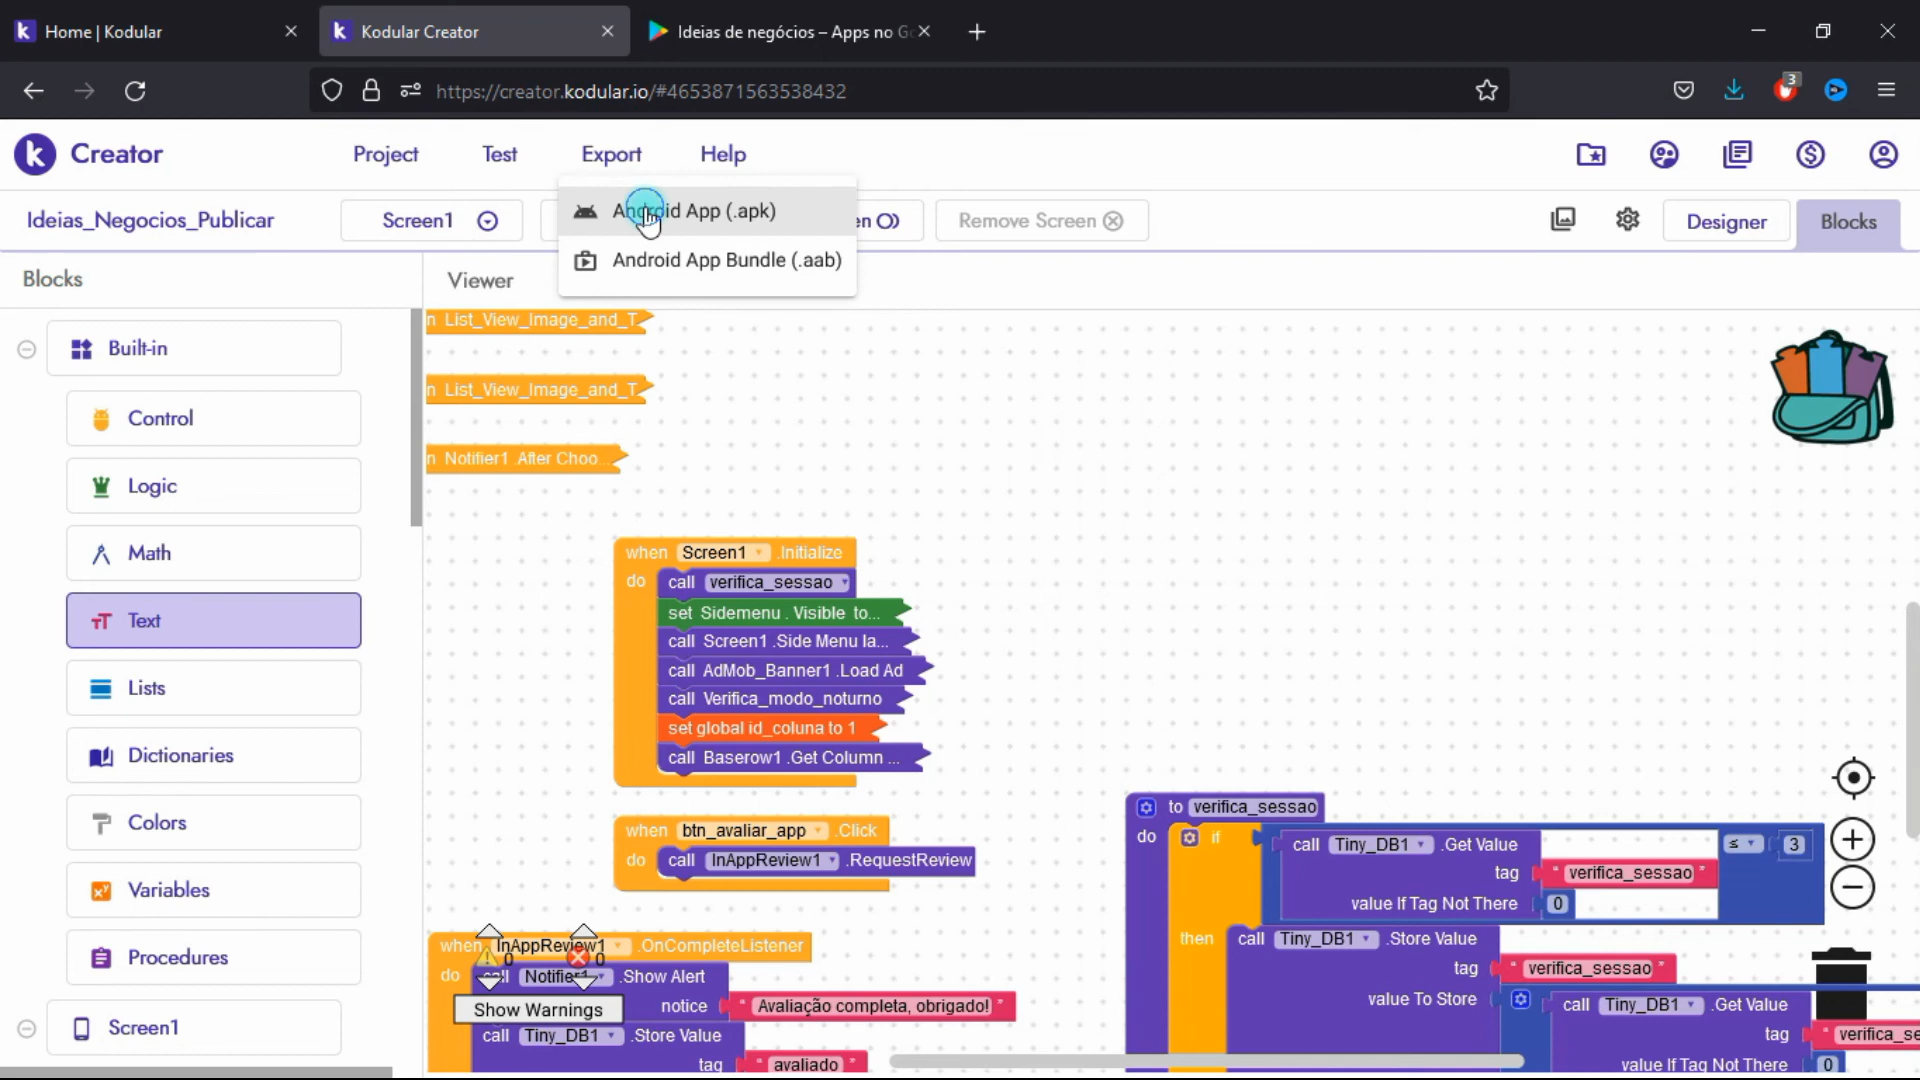 Home | Kodular
Kodular Creator
Ideias de negócios – Apps no Go
https://creator.kodular.io/#4653871563538432
3
Creator
Project
Test
Export
Help
Android App (.apk)
Android App Bundle (.aab)
Ideias_Negocios_Publicar
Screen1
Remove Screen
Designer
Blocks
Blocks
Viewer
Built-in
Control
Logic
Math
Text
Lists
Dictionaries
Colors
Variables
Procedures
Screen1
n List_View_Image_and_T
n List_View_Image_and_T
n Notifier1 .After Choo...
when Screen1 .Initialize
do call verifica_sessao
set Sidemenu . Visible to...
call Screen1 .Side Menu la...
call AdMob_Banner1 .Load Ad
call Verifica_modo_noturno
set global id_coluna to 1
call Baserow1 .Get Column ...
when btn_avaliar_app .Click
do call InAppReview1 .RequestReview
when InAppReview1 .OnCompleteListener
0 0
do call Notifier1 .Show Alert
notice " Avaliação completa, obrigado! "
Show Warnings
call Tiny_DB1 .Store Value
tag " avaliado "
to verifica_sessao
do if call Tiny_DB1 .Get Value ≤ 3
tag " verifica_sessao "
value If Tag Not There 0
then call Tiny_DB1 .Store Value
tag " verifica_sessao "
value To Store call Tiny_DB1 .Get Value
tag " verifica_se
value If Tag Not There 0